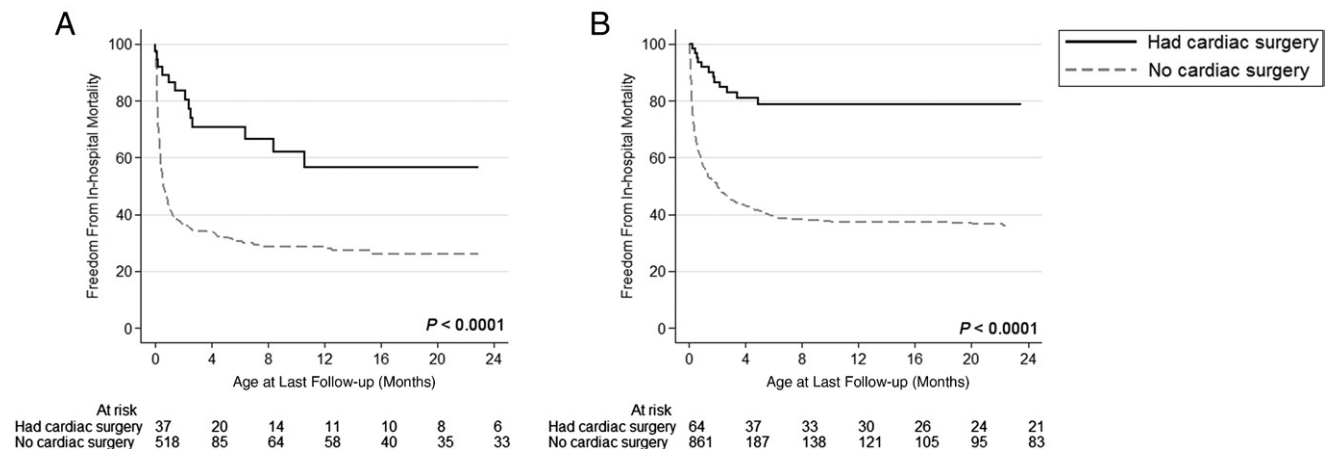 A
Freedom From In-hospital Mortality
100
80
60
40
20
0
P < 0.0001
0 4 8 12 16 20 24
Age at Last Follow-up (Months)
At risk
Had cardiac surgery 37 20 14 11 10 8 6
No cardiac surgery 518 85 64 58 40 35 33
B
Freedom From In-hospital Mortality
100
80
60
40
20
0
P < 0.0001
0 4 8 12 16 20 24
Age at Last Follow-up (Months)
At risk
Had cardiac surgery 64 37 33 30 26 24 21
No cardiac surgery 861 187 138 121 105 95 83
Had cardiac surgery
No cardiac surgery